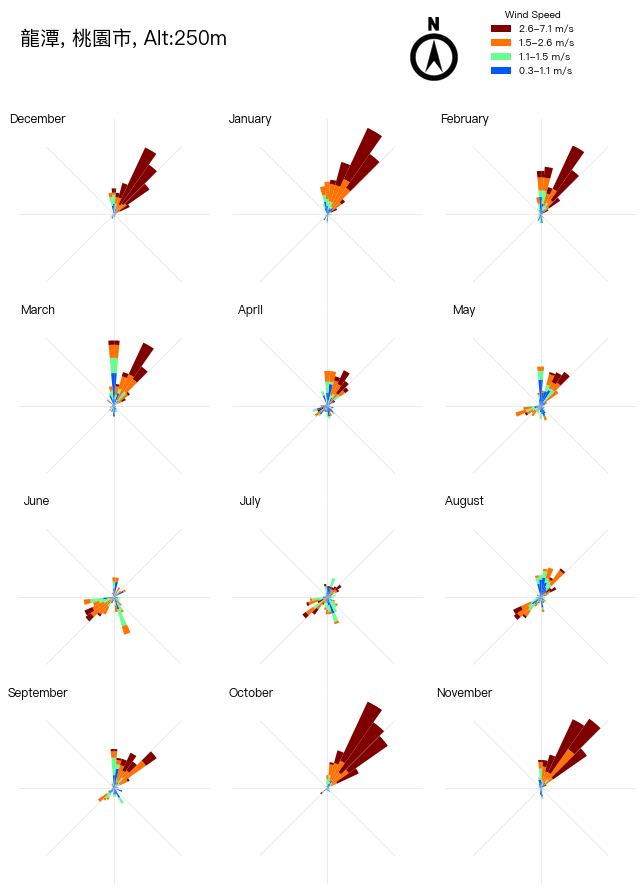 N
Wind Speed
龍潭, 桃園市, Alt:250m
2.6–7.1 m/s
1.5–2.6 m/s
1.1–1.5 m/s
0.3–1.1 m/s
December
January
February
March
April
May
June
July
August
September
October
November